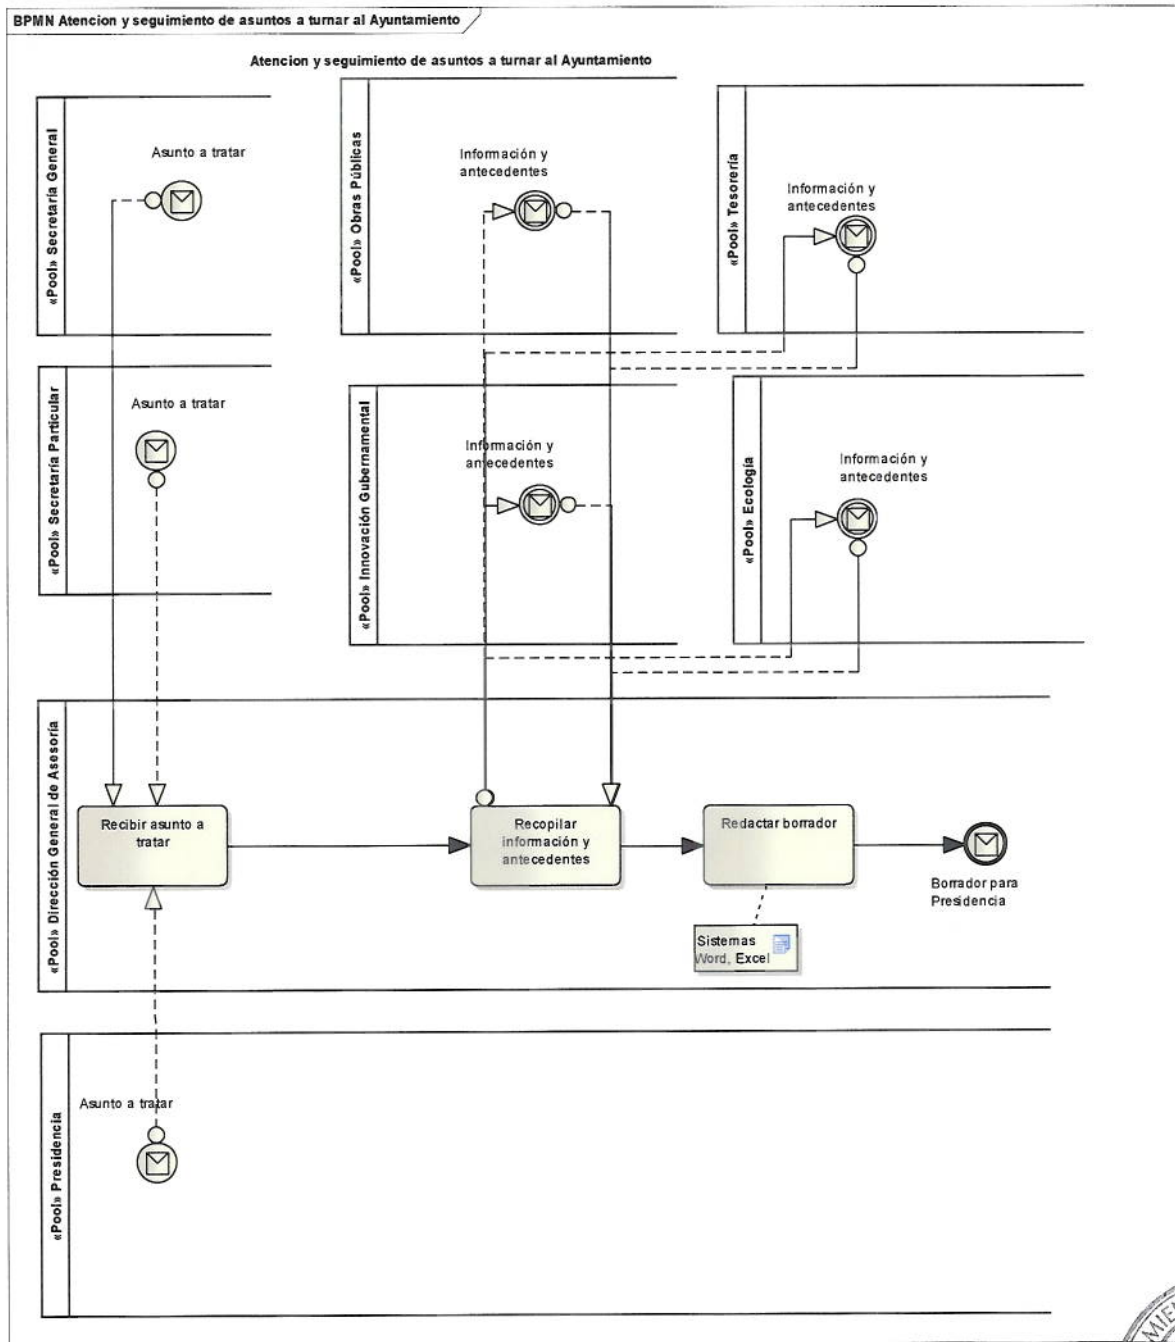 BPMN Atencion y seguimiento de asuntos a turnar al Ayuntamiento
Atencion y seguimiento de asuntos a turnar al Ayuntamiento
«Pool» Secretaría General
Asunto a tratar
«Pool» Obras Públicas
Información y
antecedentes
«Pool» Tesorería
Información y
antecedentes
«Pool» Secretaría Particular
Asunto a tratar
«Pool» Innovación Gubernamental
Información y
antecedentes
«Pool» Ecología
Información y
antecedentes
«Pool» Dirección General de Asesoría
Recibir asunto a
tratar
Recopilar
información y
antecedentes
Redactar borrador
Borrador para
Presidencia
Sistemas
Word, Excel
«Pool» Presidencia
Asunto a tratar